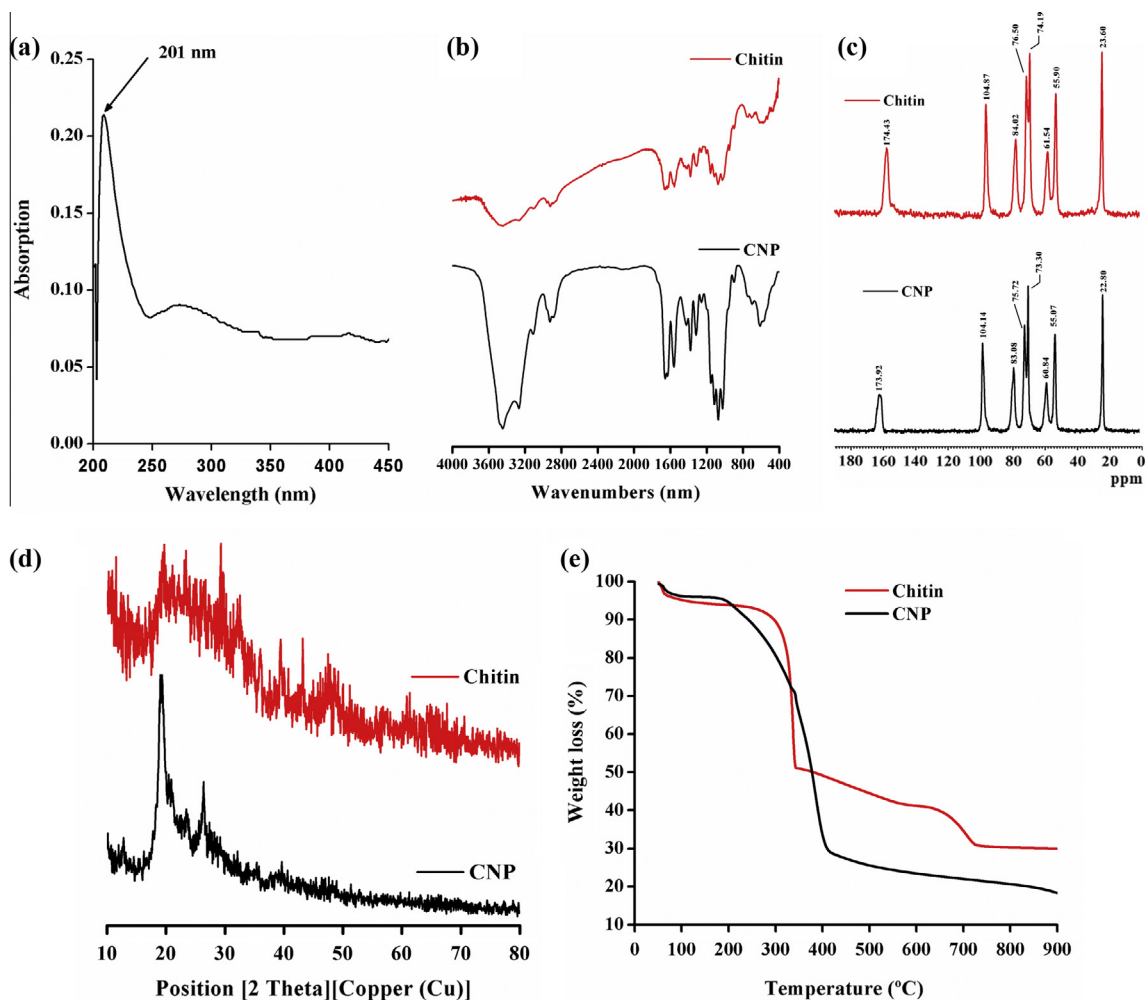 (a)
201 nm
0.25
0.20
0.15
0.10
0.05
0.00
Absorption
200 250 300 350 400 450
Wavelength (nm)
(b)
Chitin
CNP
4000 3600 3200 2800 2400 2000 1600 1200 800 400
Wavenumbers (nm)
(c)
Chitin
174.43
104.87
84.02
76.50
74.19
61.54
55.90
23.60
CNP
173.92
104.14
83.08
75.72
73.30
60.84
55.07
22.80
180 160 140 120 100 80 60 40 20 0
ppm
(d)
Chitin
CNP
10 20 30 40 50 60 70 80
Position [2 Theta][Copper (Cu)]
(e)
Chitin
CNP
100
90
80
70
60
50
40
30
20
10
Weight loss (%)
100 200 300 400 500 600 700 800 900
Temperature (ºC)